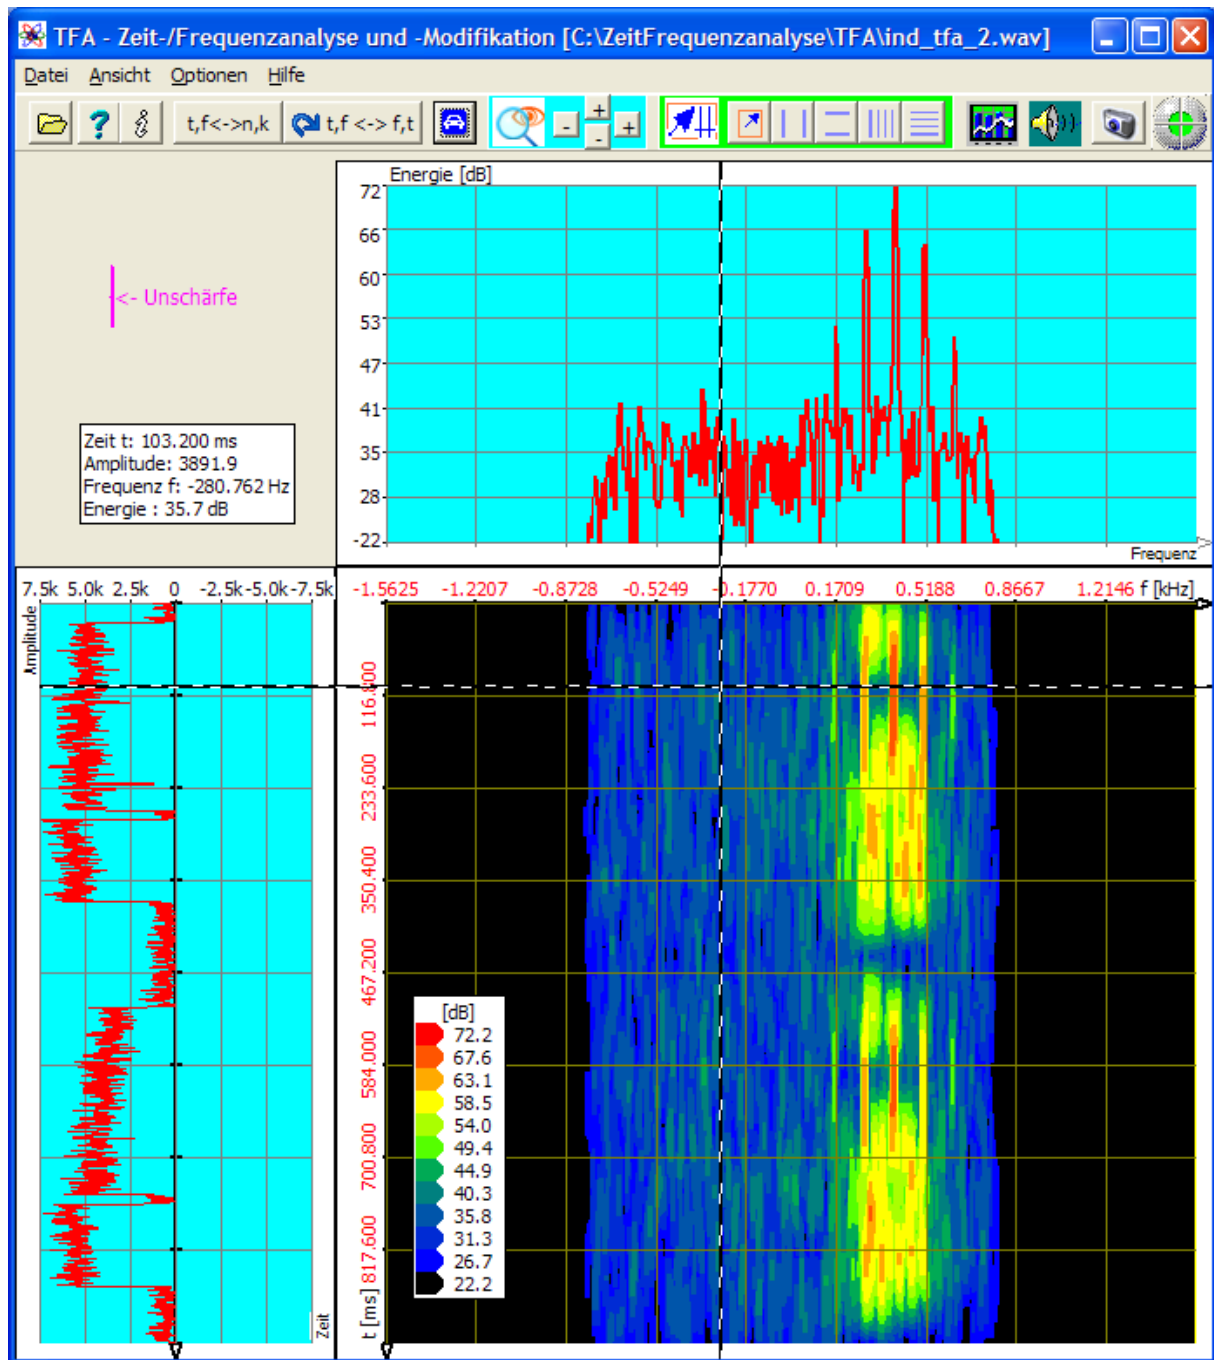 TFA - Zeit-/Frequenzanalyse und -Modifikation [C:\ZeitFrequenzanalyse\TFA\ind_tfa_2.wav]
Datei Ansicht Optionen Hilfe
t,f<->n,k t,f <-> f,t - + - +
Energie [dB]
72
66
60
53
47
41
35
28
-22
Frequenz
<- Unschärfe
Zeit t: 103.200 ms
Amplitude: 3891.9
Frequenz f: -280.762 Hz
Energie : 35.7 dB
7.5k 5.0k 2.5k 0 -2.5k -5.0k -7.5k
Amplitude
Zeit
-1.5625 -1.2207 -0.8728 -0.5249 -0.1770 0.1709 0.5188 0.8667 1.2146 f [kHz]
116.800
233.600
350.400
467.200
584.000
700.800
817.600
t [ms]
[dB]
72.2
67.6
63.1
58.5
54.0
49.4
44.9
40.3
35.8
31.3
26.7
22.2